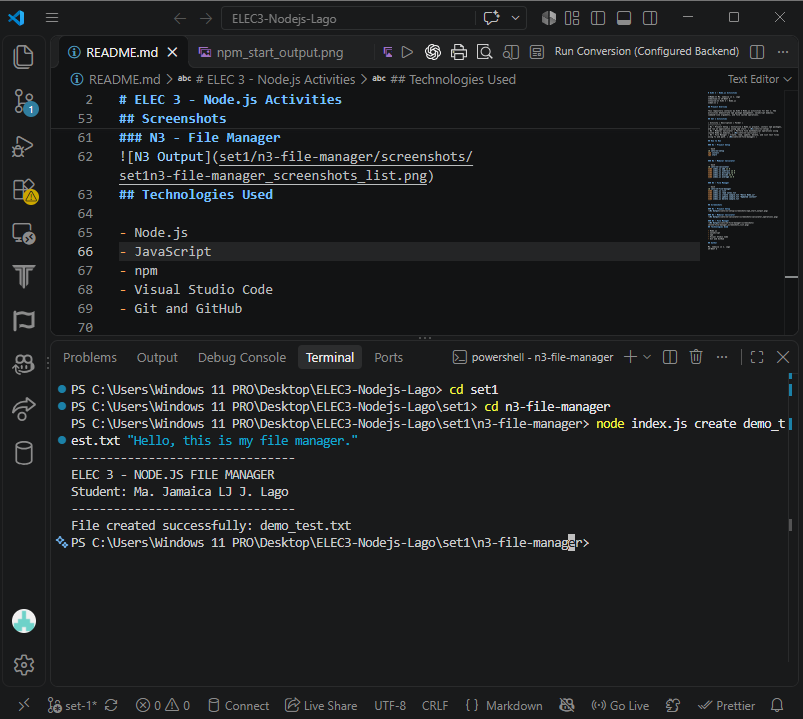 ELEC3-Nodejs-Lago
README.md
npm_start_output.png
Run Conversion (Configured Backend)
README.md > # ELEC 3 - Node.js Activities > ## Technologies Used
Text Editor
2 # ELEC 3 - Node.js Activities
53 ## Screenshots
61 ### N3 - File Manager
62 ![N3 Output](set1/n3-file-manager/screenshots/
set1n3-file-manager_screenshots_list.png)
63 ## Technologies Used
64
65 - Node.js
66 - JavaScript
67 - npm
68 - Visual Studio Code
69 - Git and GitHub
70
1
Problems Output Debug Console Terminal Ports
powershell - n3-file-manager
PS C:\Users\Windows 11 PRO\Desktop\ELEC3-Nodejs-Lago> cd set1
PS C:\Users\Windows 11 PRO\Desktop\ELEC3-Nodejs-Lago\set1> cd n3-file-manager
PS C:\Users\Windows 11 PRO\Desktop\ELEC3-Nodejs-Lago\set1\n3-file-manager> node index.js create demo_t
est.txt "Hello, this is my file manager."
------------------------------
ELEC 3 - NODE.JS FILE MANAGER
Student: Ma. Jamaica LJ J. Lago
------------------------------
File created successfully: demo_test.txt
PS C:\Users\Windows 11 PRO\Desktop\ELEC3-Nodejs-Lago\set1\n3-file-manager>
set-1* 0 0 Connect Live Share UTF-8 CRLF {} Markdown Go Live Prettier